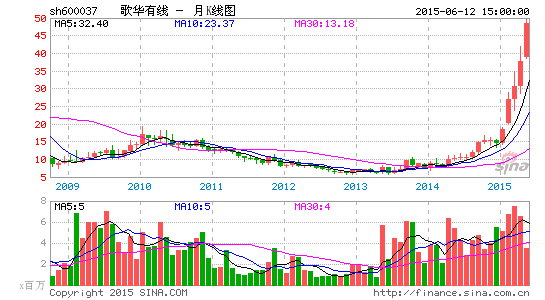 sh600037 歌华有线 － 月K线图 2015-06-12 15:00:00
MA5:32.40 MA10:23.37 MA30:13.18
50
45
40
35
30
25
20
15
10
5
sina
2009 2010 2011 2012 2013 2014 2015
MA5:5 MA10:5 MA30:4
8
6
4
2
x百万
Copyright 2015 SINA.COM http://finance.sina.com.cn